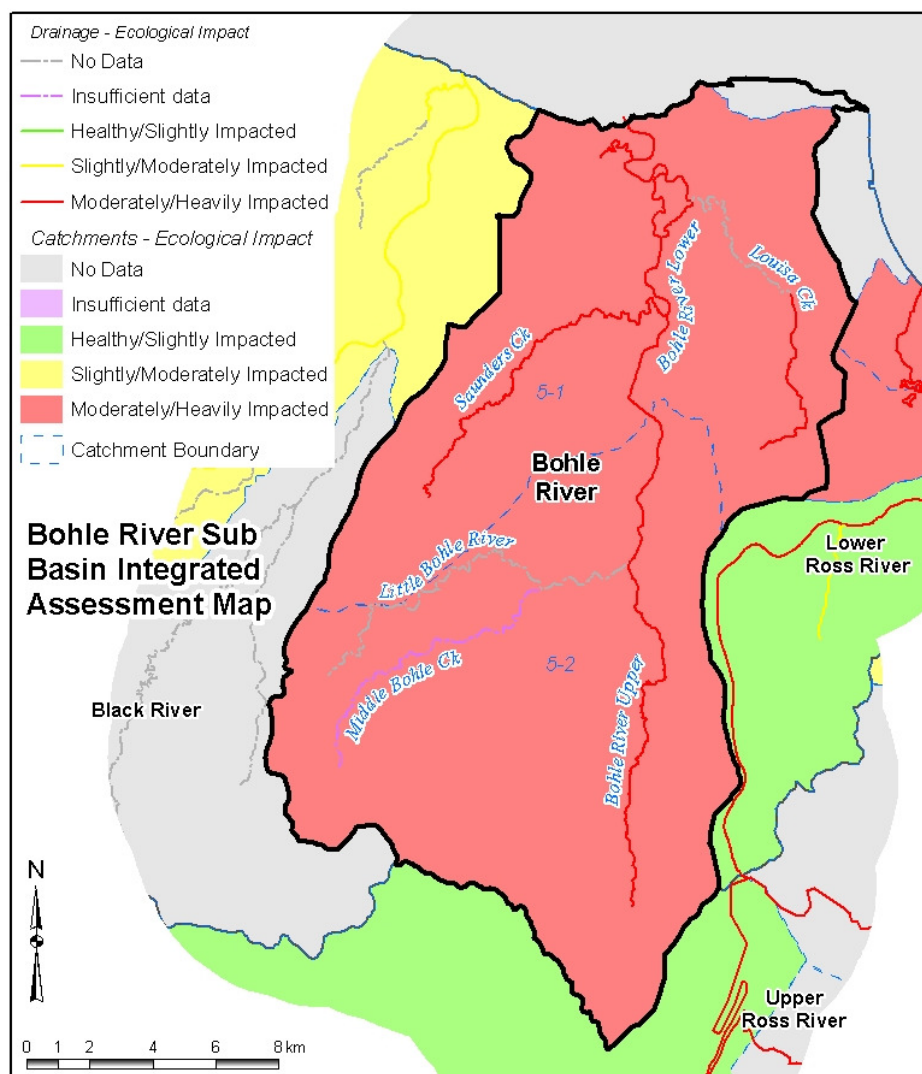 Drainage - Ecological Impact
No Data
Insufficient data
Healthy/Slightly Impacted
Slightly/Moderately Impacted
Moderately/Heavily Impacted
Catchments - Ecological Impact
No Data
Insufficient data
Healthy/Slightly Impacted
Slightly/Moderately Impacted
Moderately/Heavily Impacted
Catchment Boundary
Bohle River Sub
Basin Integrated
Assessment Map
Bohle River Lower
Louisa Ck
Saunders Ck
5-1
Bohle
River
Little Bohle River
Lower
Ross River
5-2
Middle Bohle Ck
Bohle River Upper
Black River
Upper
Ross River
N
0 1 2 4 6 8 km